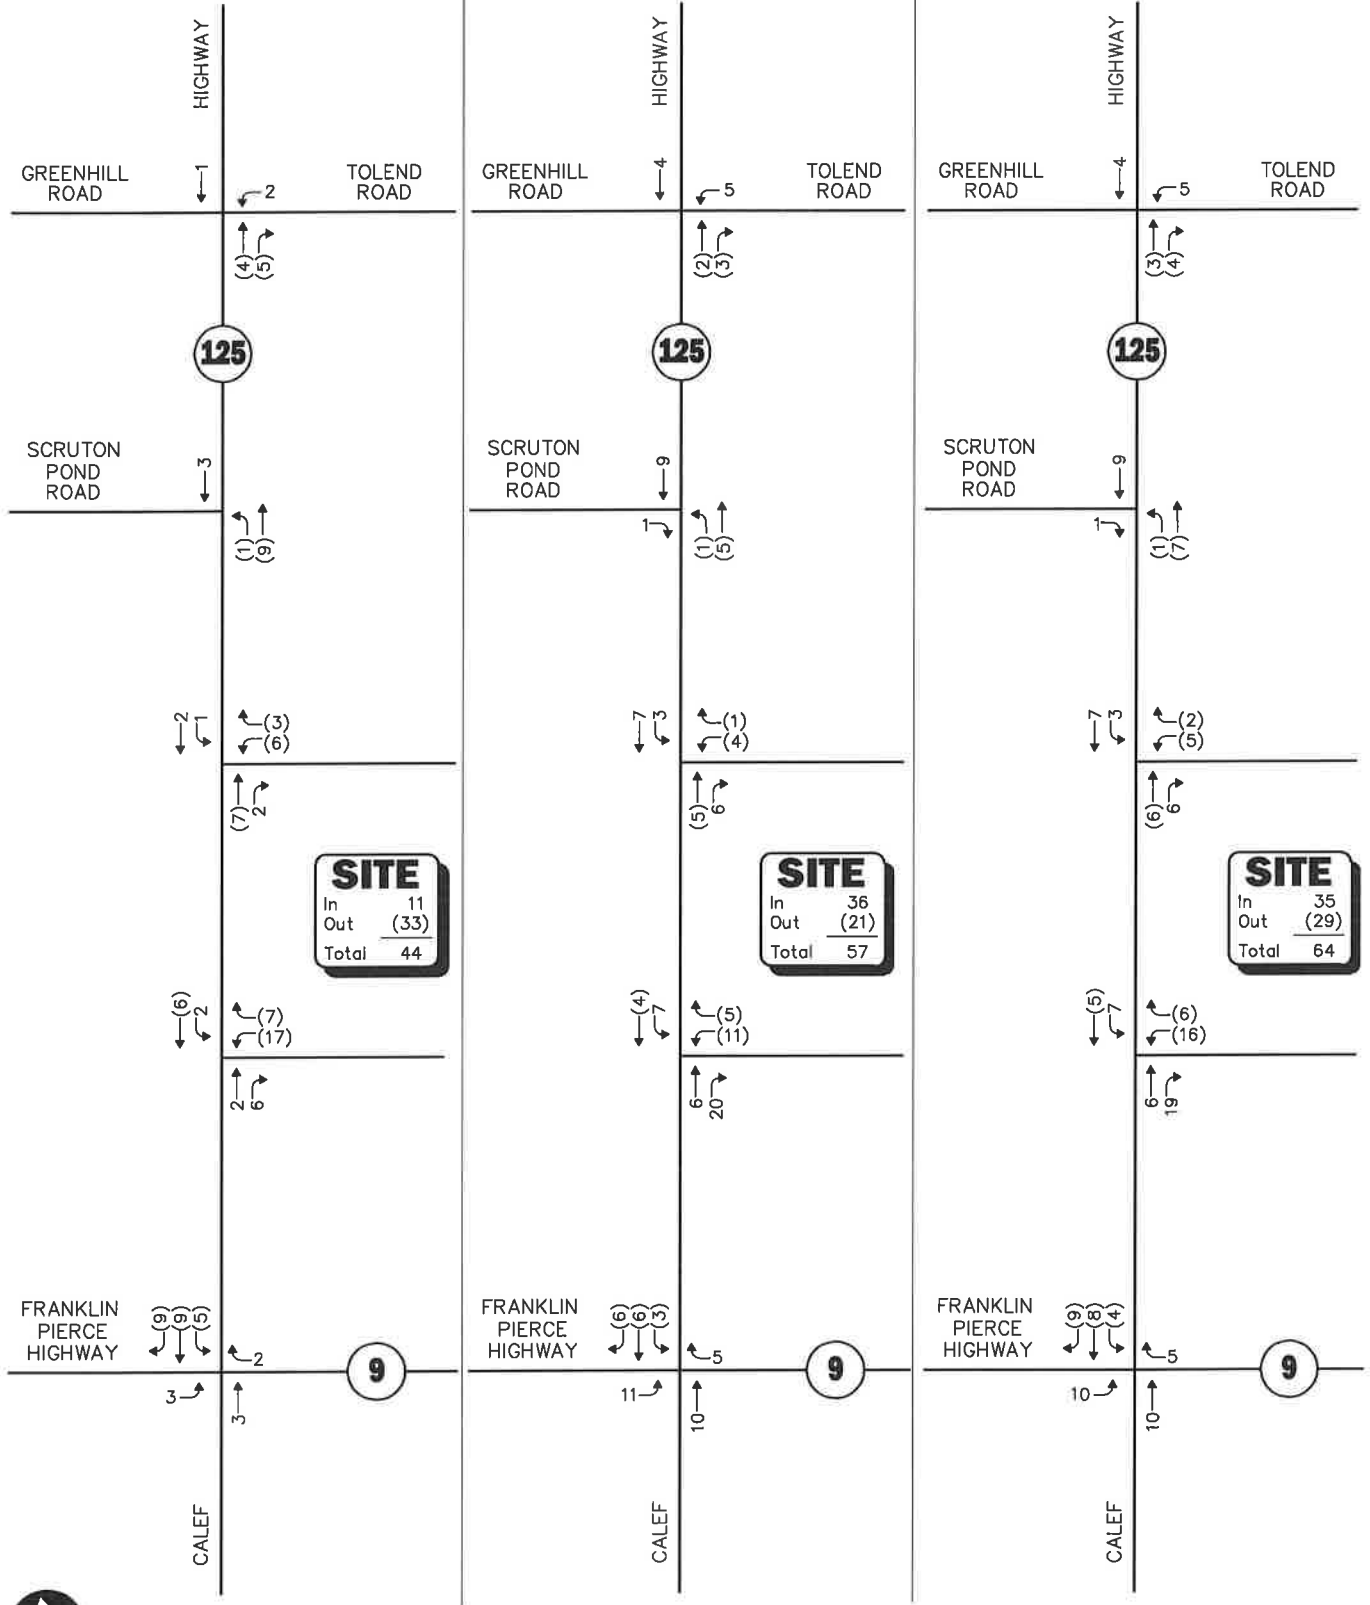 HIGHWAY
GREENHILL
ROAD
1
2
TOLEND
ROAD
(4)
(5)
125
SCRUTON
POND
ROAD
3
(1)
(9)
2
1
(3)
(6)
(7)
2
SITE
In 11
Out (33)
Total 44
(6)
2
(7)
(17)
2
6
FRANKLIN
PIERCE
HIGHWAY
(9)
(9)
(5)
2
9
3
3
CALEF
HIGHWAY
GREENHILL
ROAD
4
5
TOLEND
ROAD
(2)
(3)
125
SCRUTON
POND
ROAD
9
1
(1)
(5)
7
3
(1)
(4)
(5)
6
SITE
In 36
Out (21)
Total 57
(4)
7
(5)
(11)
6
20
FRANKLIN
PIERCE
HIGHWAY
(6)
(6)
(3)
5
9
11
10
CALEF
HIGHWAY
GREENHILL
ROAD
4
5
TOLEND
ROAD
(3)
(4)
125
SCRUTON
POND
ROAD
9
1
(1)
(7)
7
3
(2)
(5)
(6)
6
SITE
In 35
Out (29)
Total 64
(5)
7
(6)
(16)
6
19
FRANKLIN
PIERCE
HIGHWAY
(9)
(8)
(4)
5
9
10
10
CALEF